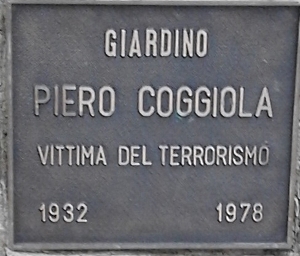 GIARDINO
PIERO COGGIOLA
VITTIMA DEL TERRORISMO
1932 1978